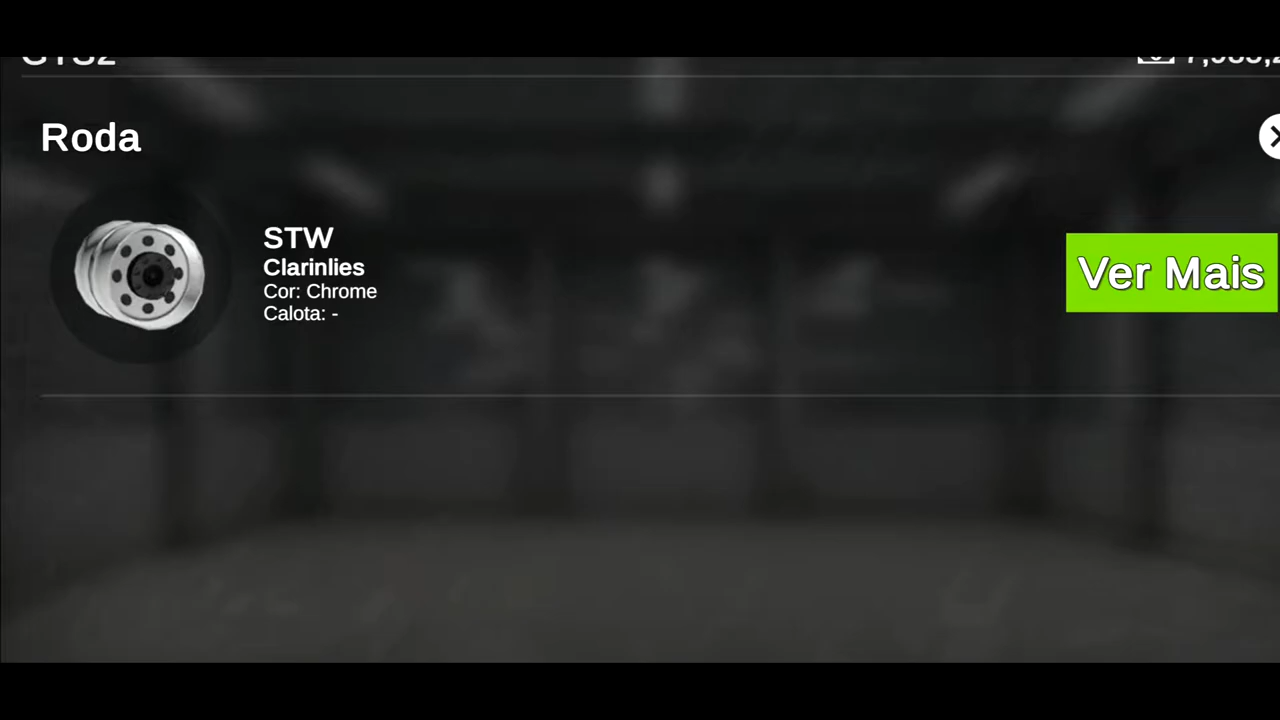 Roda
STW
Clarinlies
Cor: Chrome
Calota: -
Ver Mais